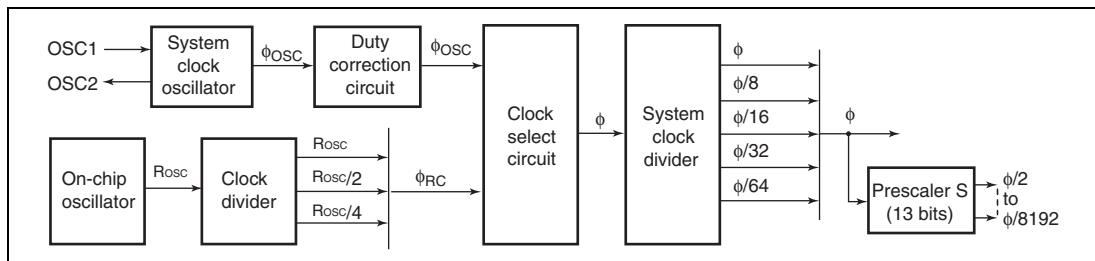 OSC1
OSC2
System
clock
oscillator
ϕOSC
Duty
correction
circuit
ϕOSC
On-chip
oscillator
ROSC
Clock
divider
ROSC
ROSC/2
ROSC/4
ϕRC
Clock
select
circuit
ϕ
System
clock
divider
ϕ
ϕ/8
ϕ/16
ϕ/32
ϕ/64
ϕ
Prescaler S
(13 bits)
ϕ/2
to
ϕ/8192